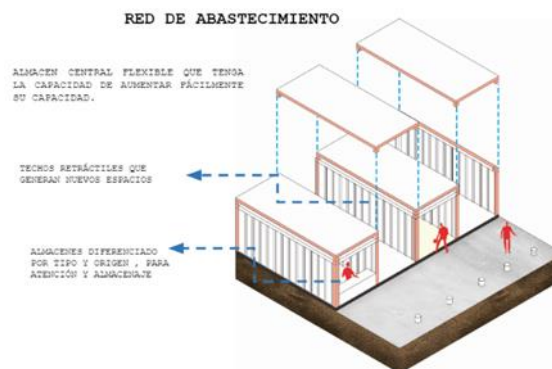 RED DE ABASTECIMIENTO
ALMACEN CENTRAL FLEXIBLE QUE TENGA
LA CAPACIDAD DE AUMENTAR FÁCILMENTE
SU CAPACIDAD.
TECHOS RETRÁCTILES QUE
GENERAN NUEVOS ESPACIOS
ALMACENES DIFERENCIADO
POR TIPO Y ORIGEN , PARA
ATENCIÓN Y ALMACENAJE